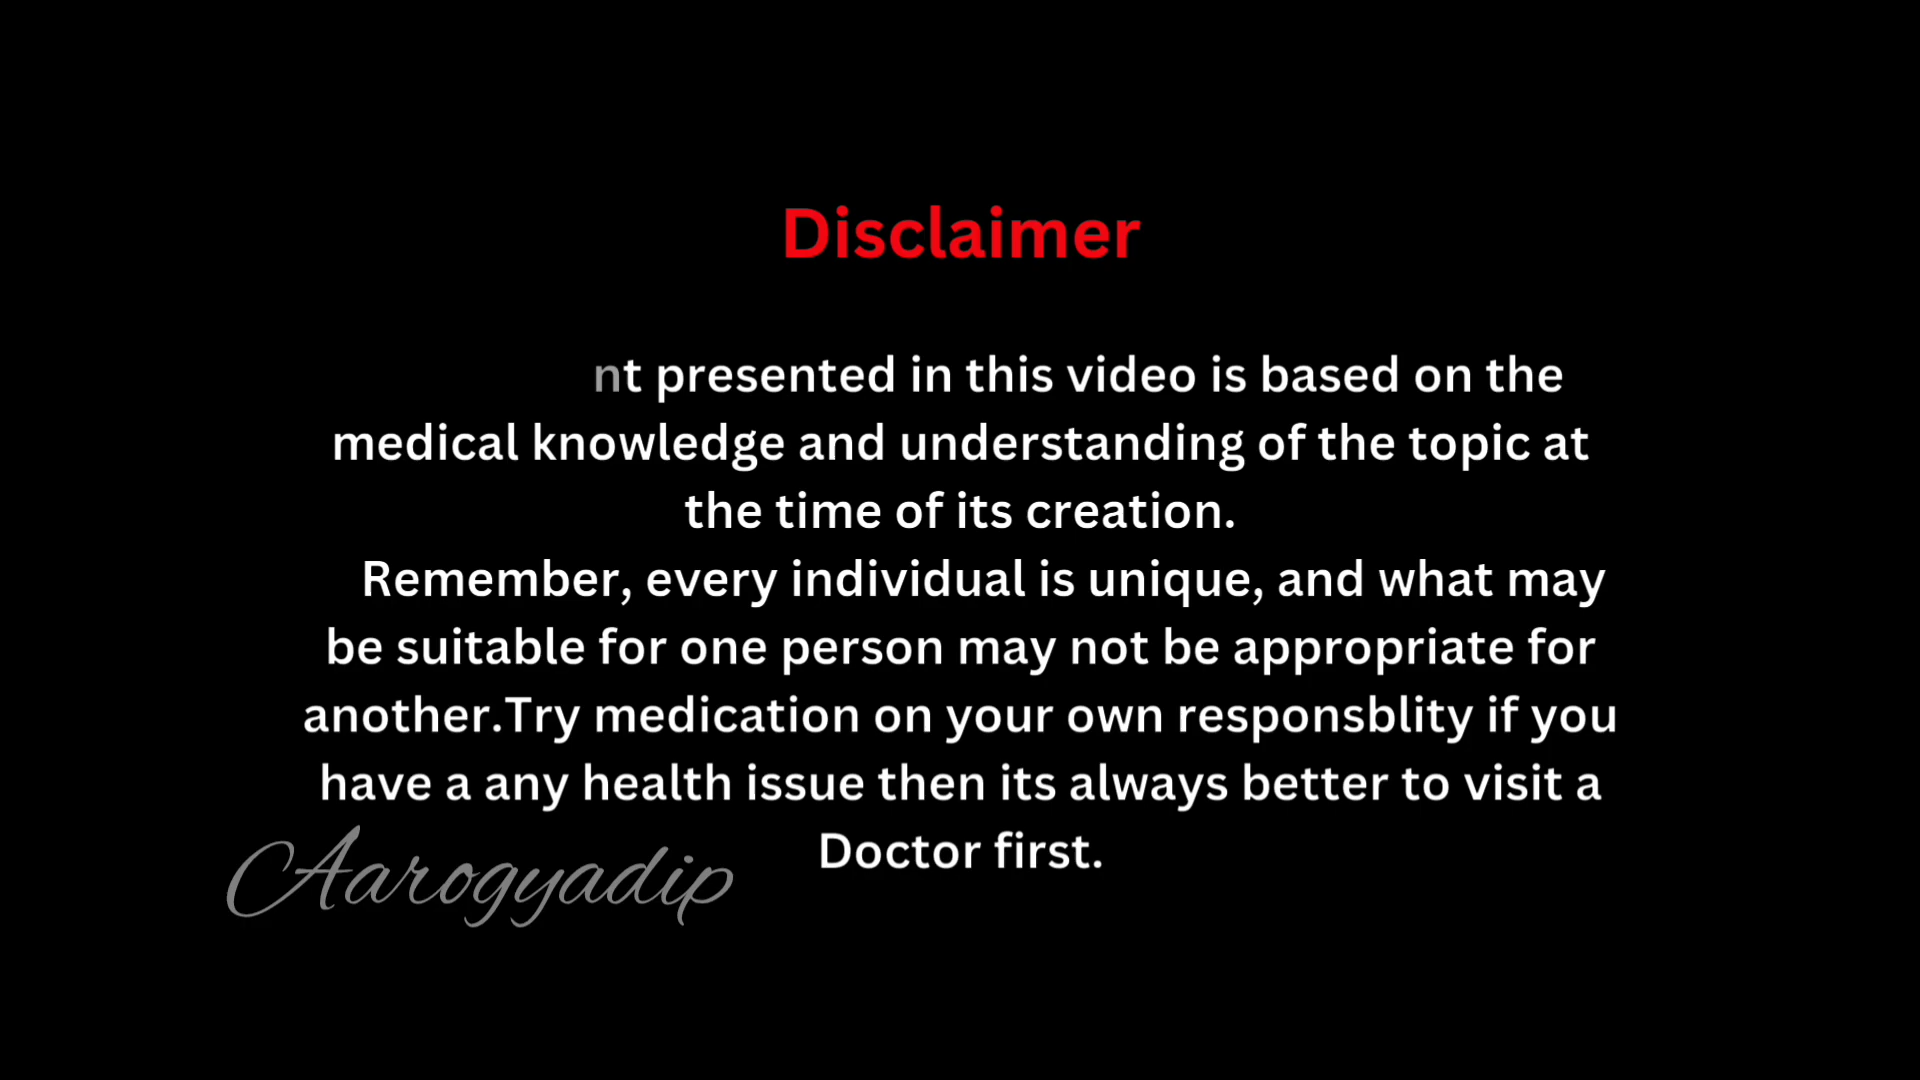 Disclaimer
nt presented in this video is based on the
medical knowledge and understanding of the topic at
the time of its creation.
Remember, every individual is unique, and what may
be suitable for one person may not be appropriate for
another.Try medication on your own responsblity if you
have a any health issue then its always better to visit a
Doctor first.
Aarogyadip